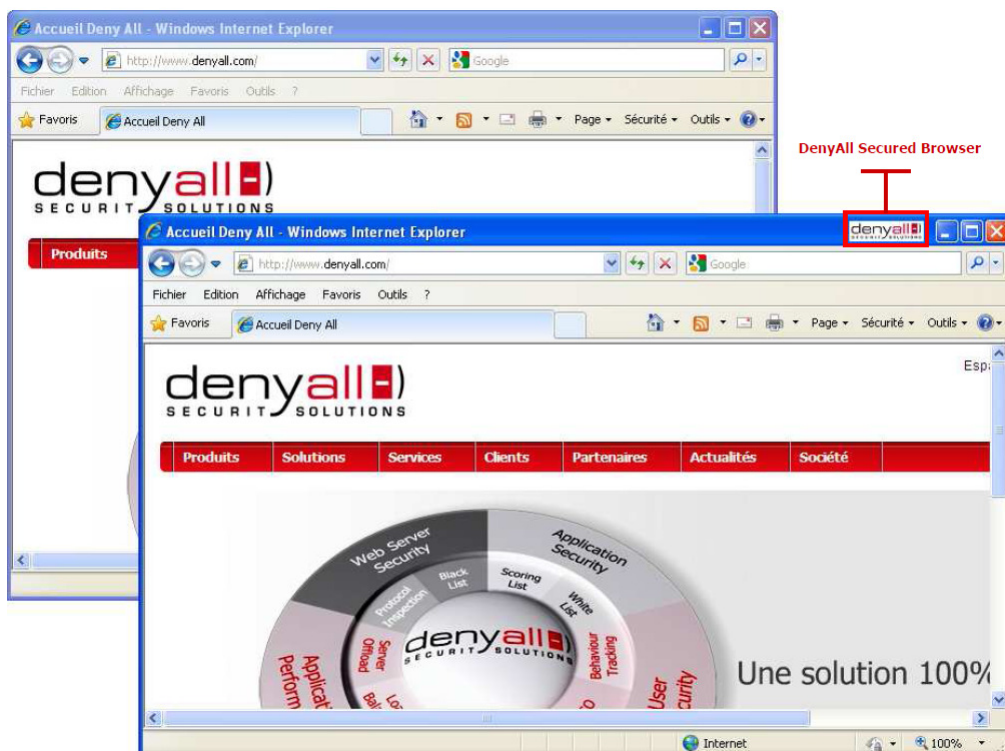 Accueil Deny All - Windows Internet Explorer
http://www.denyall.com/
Google
Fichier Edition Affichage Favoris Outils ?
Favoris
Accueil Deny All
Page
Sécurité
Outils
denyall
SECURITY SOLUTIONS
Produits
DenyAll Secured Browser
Accueil Deny All - Windows Internet Explorer
denyall
SECURITY SOLUTIONS
http://www.denyall.com/
Google
Fichier Edition Affichage Favoris Outils ?
Favoris
Accueil Deny All
Page
Sécurité
Outils
denyall
SECURITY SOLUTIONS
Produits Solutions Services Clients Partenaires Actualités Société
Web Server Security
Application Security
Protocol Inspection
Black List
Scoring List
White List
Behaviour Tracking
Server Offload
denyall
SECURITY SOLUTIONS
User
Une solution 100%
Internet
100%